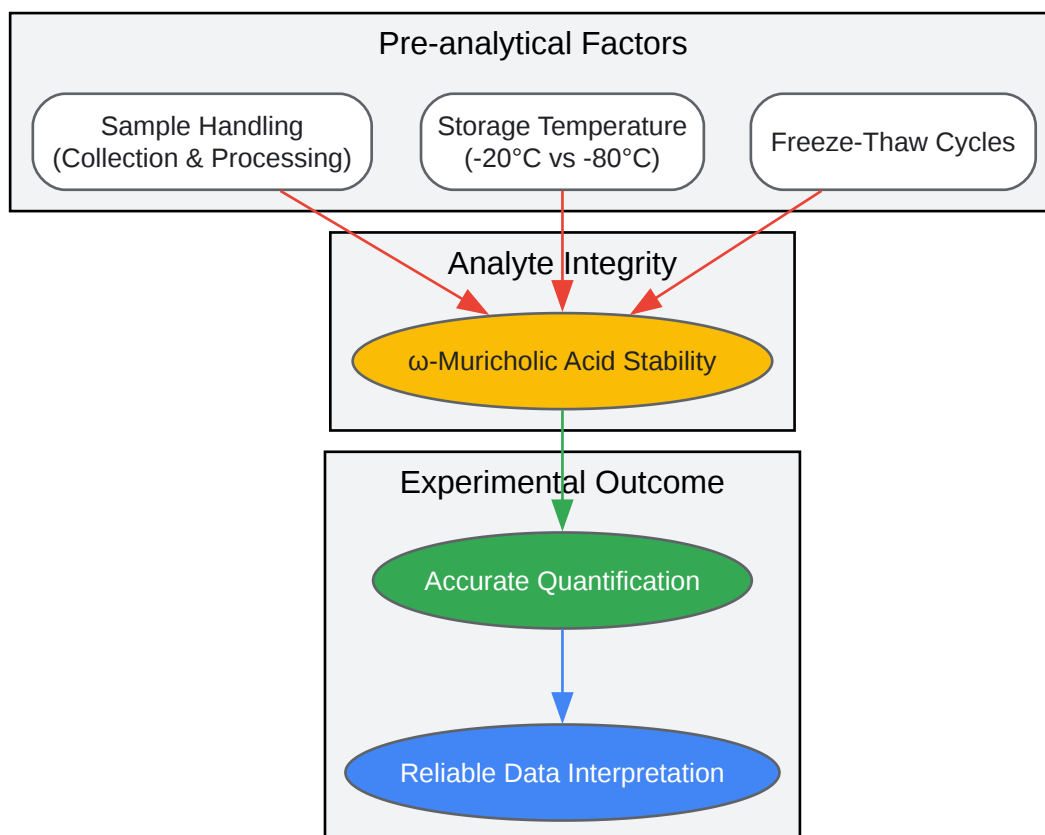 Pre-analytical Factors
Sample Handling
(Collection & Processing)
Storage Temperature
(-20°C vs -80°C)
Freeze-Thaw Cycles
Analyte Integrity
ω-Muricholic Acid Stability
Experimental Outcome
Accurate Quantification
Reliable Data Interpretation